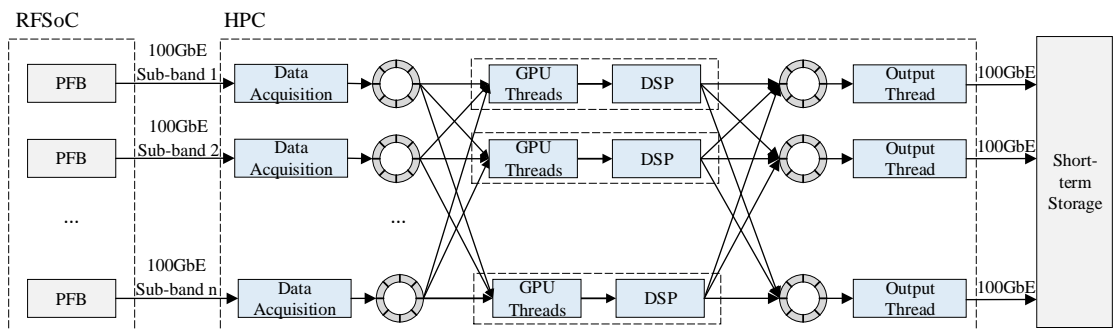 RFSoC
HPC
100GbE
Sub-band 1
PFB
Data
Acquisition
GPU
Threads
DSP
Output
Thread
100GbE
100GbE
Sub-band 2
PFB
Data
Acquisition
GPU
Threads
DSP
Output
Thread
100GbE
...
...
Short-
term
Storage
100GbE
Sub-band n
PFB
Data
Acquisition
GPU
Threads
DSP
Output
Thread
100GbE